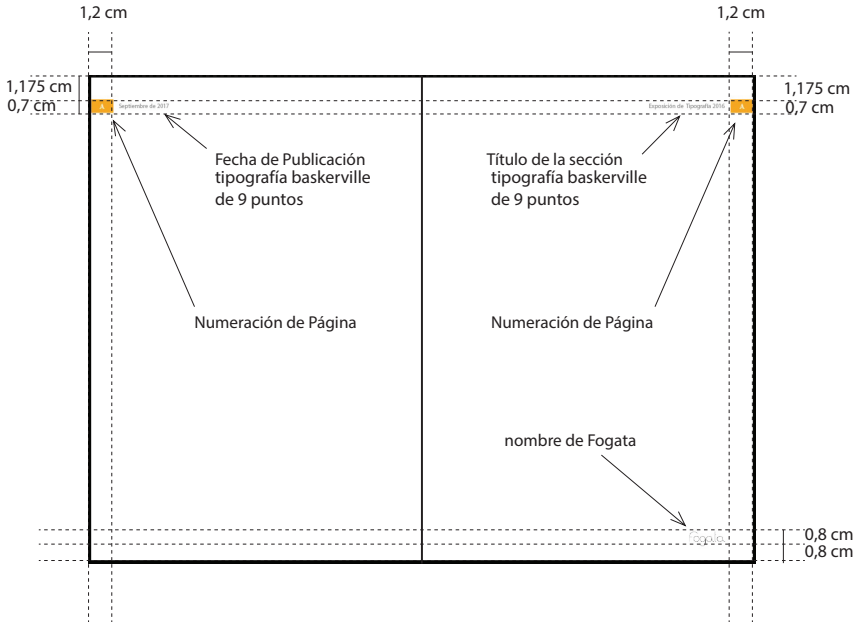 1,2 cm
1,2 cm
1,175 cm
0,7 cm
1,175 cm
0,7 cm
A
Septiembre de 2017
Exposición de Tipografía 2016
A
Fecha de Publicación
tipografía baskerville
de 9 puntos
Título de la sección
tipografía baskerville
de 9 puntos
Numeración de Página
Numeración de Página
nombre de Fogata
fogata
0,8 cm
0,8 cm